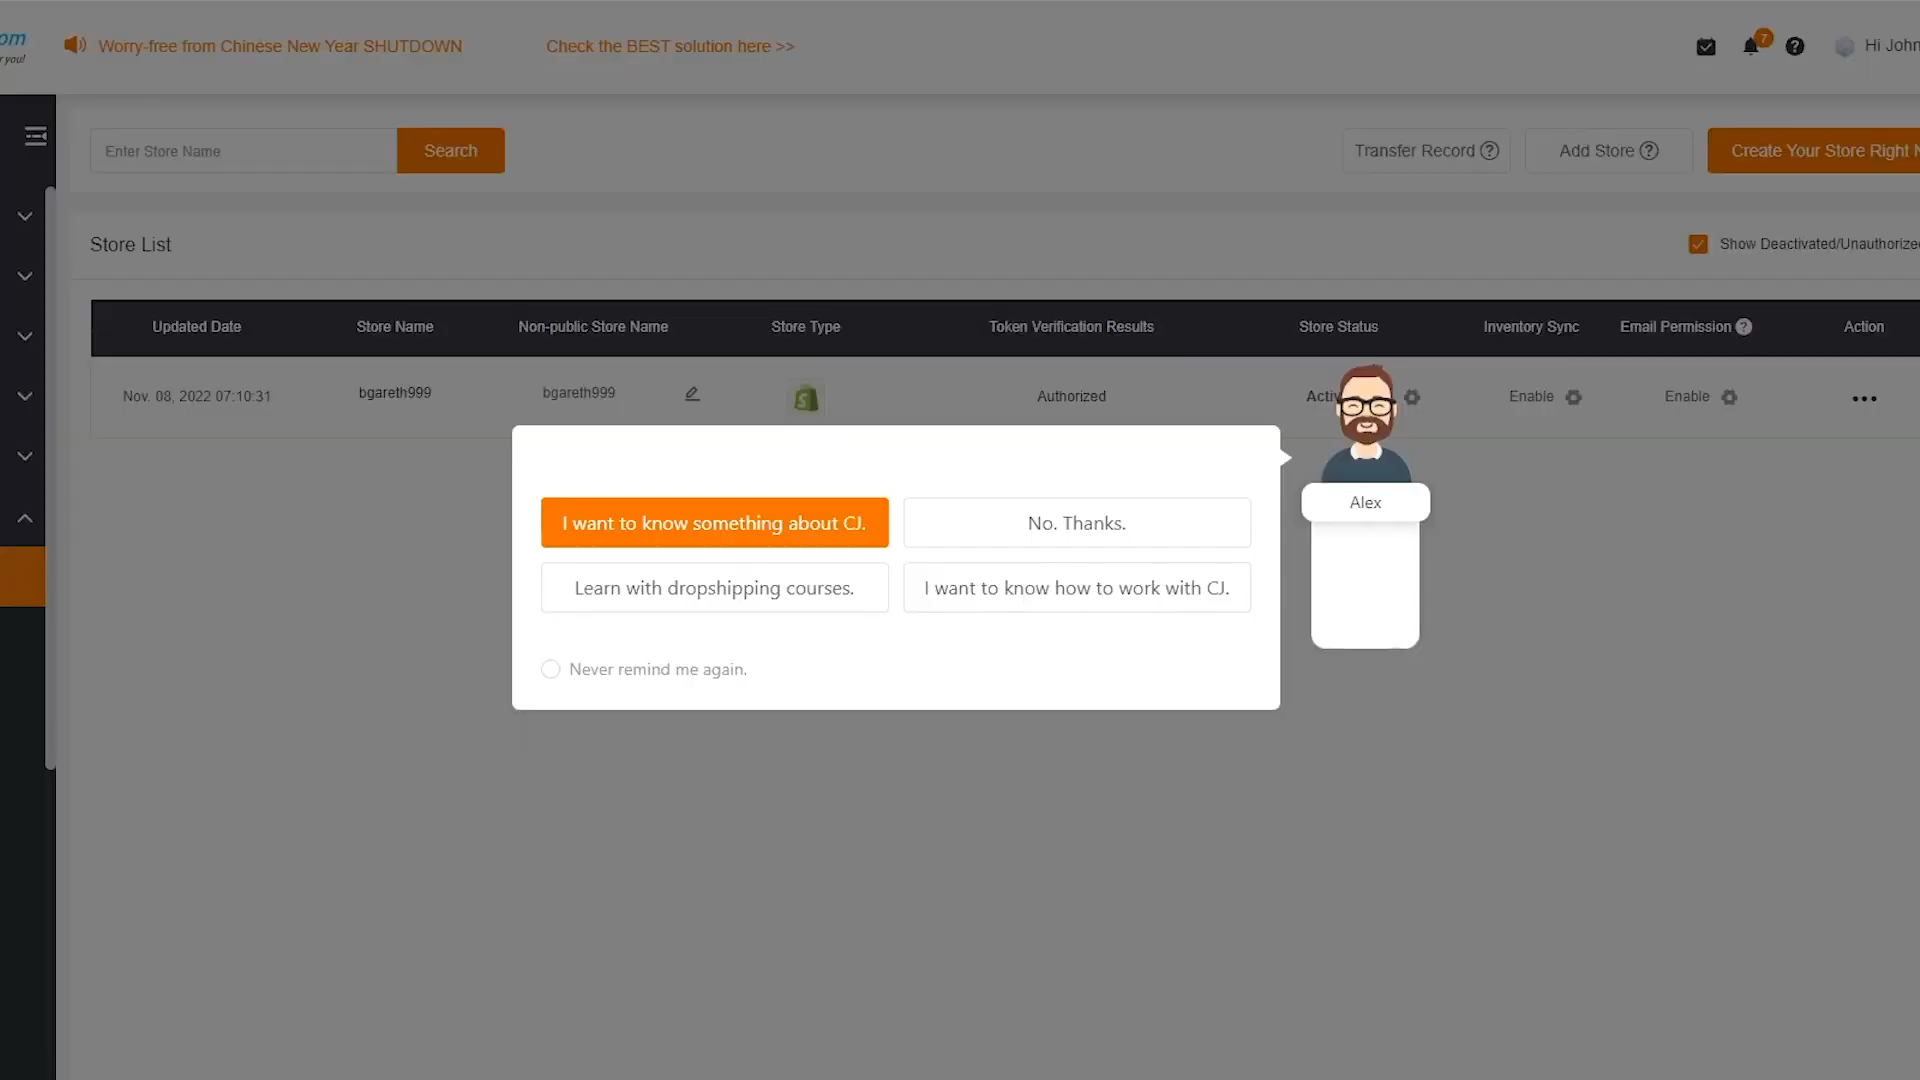 om
Worry-free from Chinese New Year SHUTDOWN
Check the BEST solution here >>
7
Hi John
r you!
Enter Store Name
Search
Transfer Record
Add Store
Create Your Store Right N
Store List
Show Deactivated/Unauthorized
Updated Date
Store Name
Non-public Store Name
Store Type
Token Verification Results
Store Status
Inventory Sync
Email Permission
Action
Nov. 08, 2022 07:10:31
bgareth999
bgareth999
Authorized
Activ
Enable
Enable
Alex
I want to know something about CJ.
No. Thanks.
Learn with dropshipping courses.
I want to know how to work with CJ.
Never remind me again.